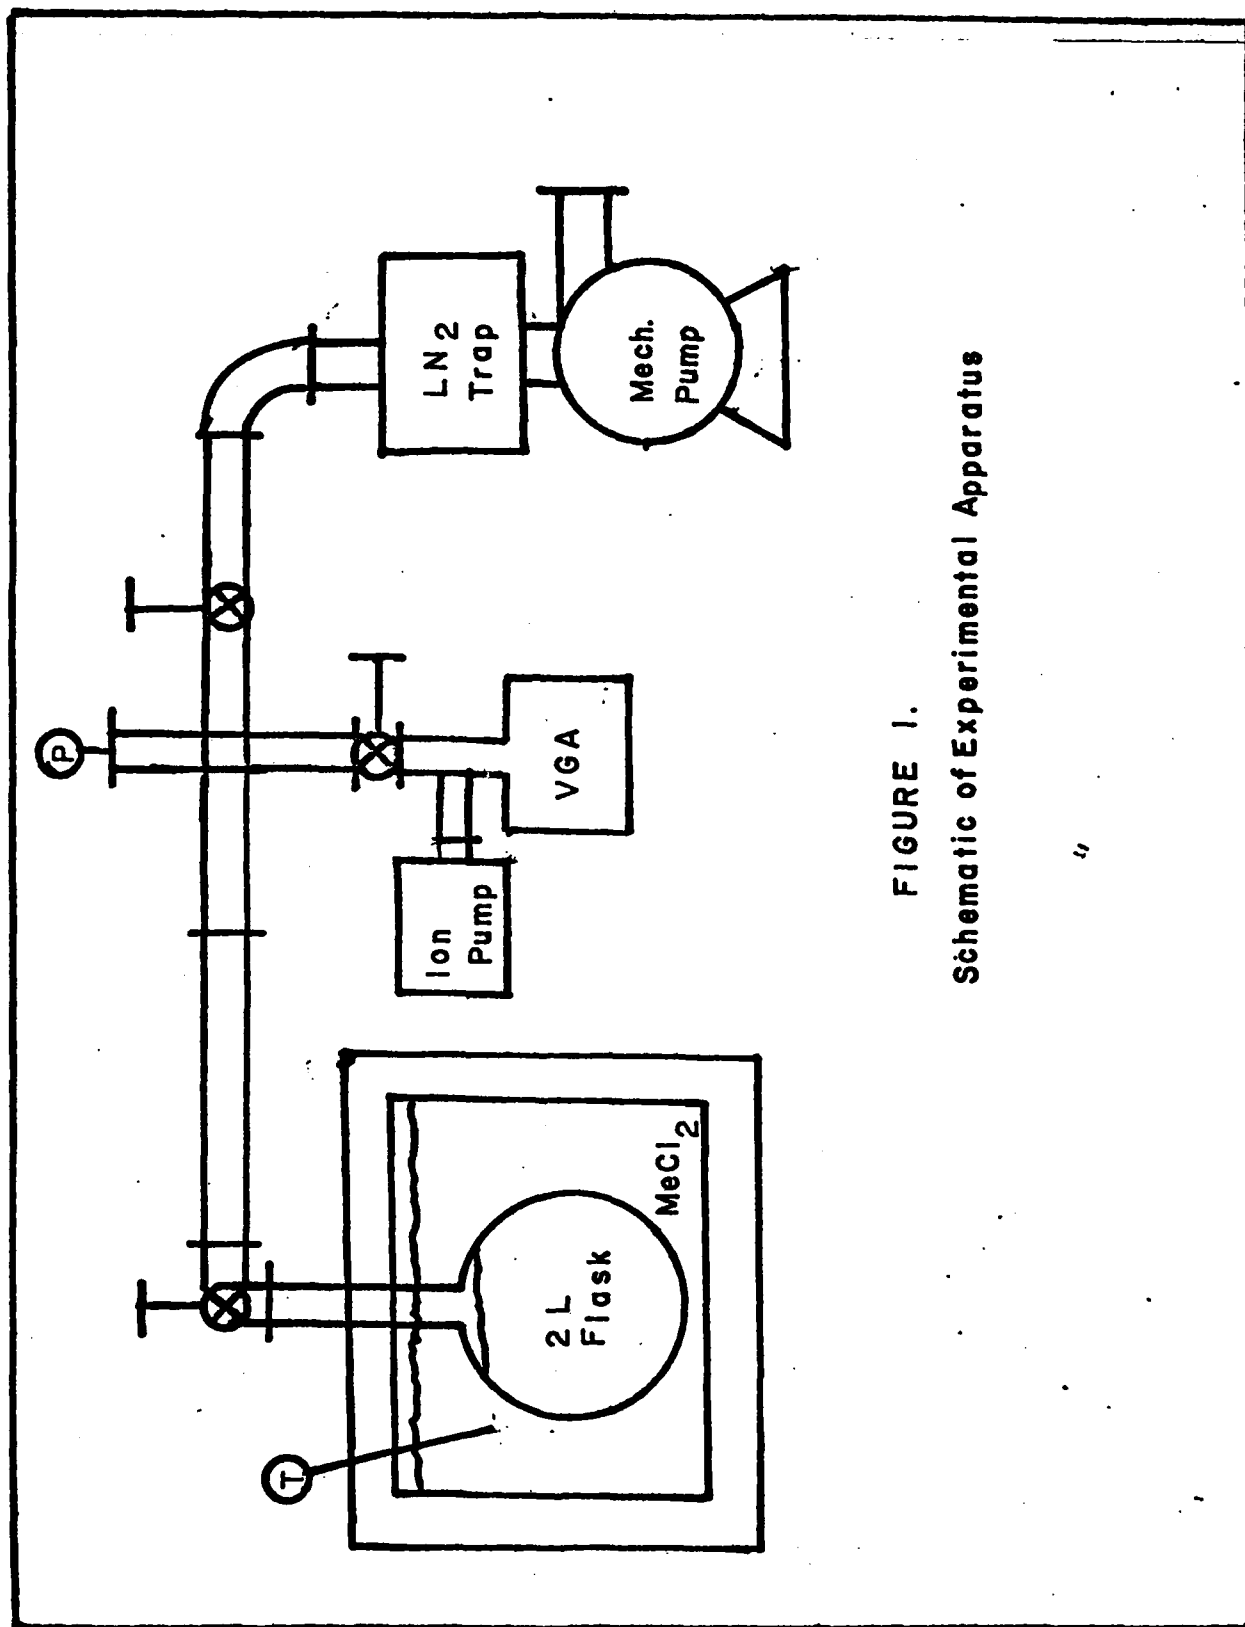 P
T
2 L
Flask
MeCl2
Ion
Pump
VGA
LN2
Trap
Mech.
Pump
FIGURE 1.
Schematic of Experimental Apparatus